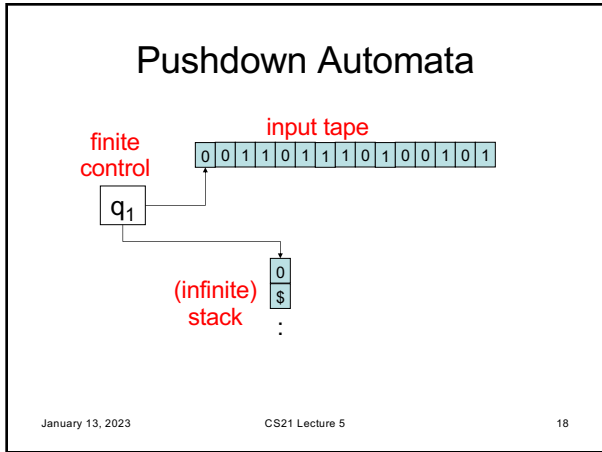 Pushdown Automata
input tape
finite
control
0 0 1 1 0 1 1 1 0 1 0 0 1 0 1
q₁
0
(infinite)
$
stack
:
January 13, 2023 CS21 Lecture 5 18